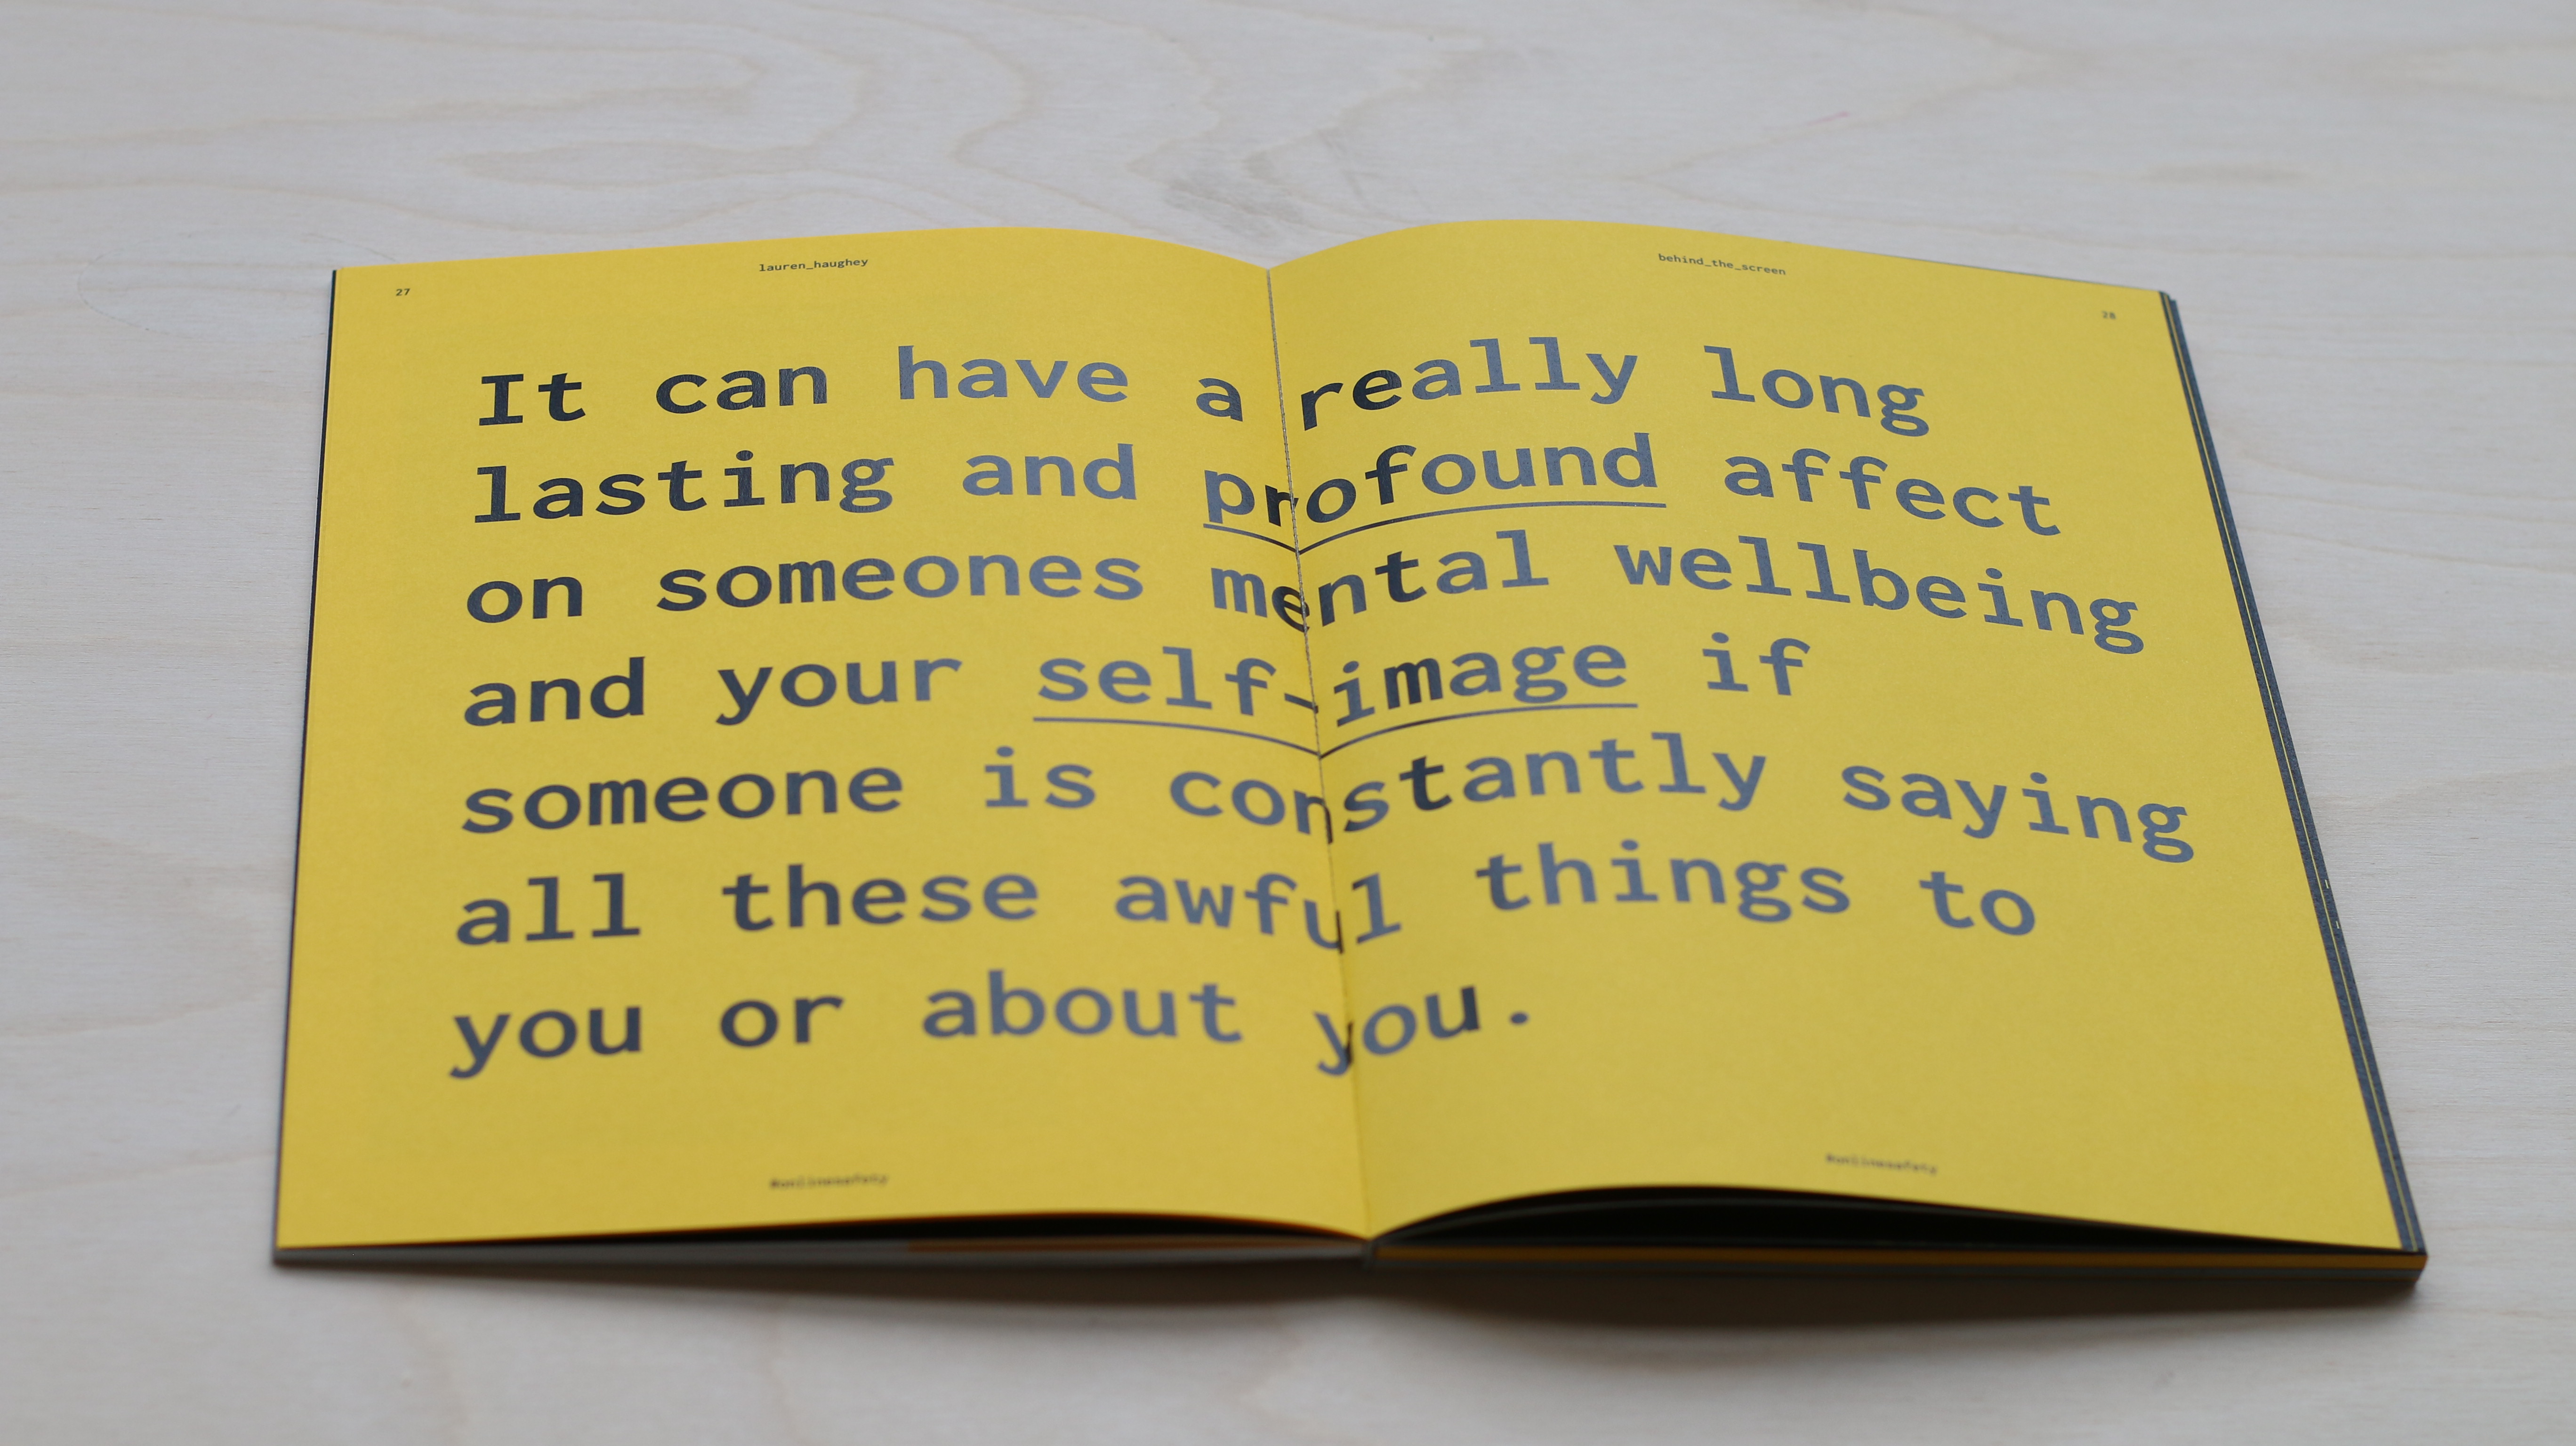 lauren_haughey
behind_the_screen
27
28
It can have a really long
lasting and profound affect
on someones mental wellbeing
and your self-image if
someone is constantly saying
all these awful things to
you or about you.
#onlinesafety
#onlinesafety